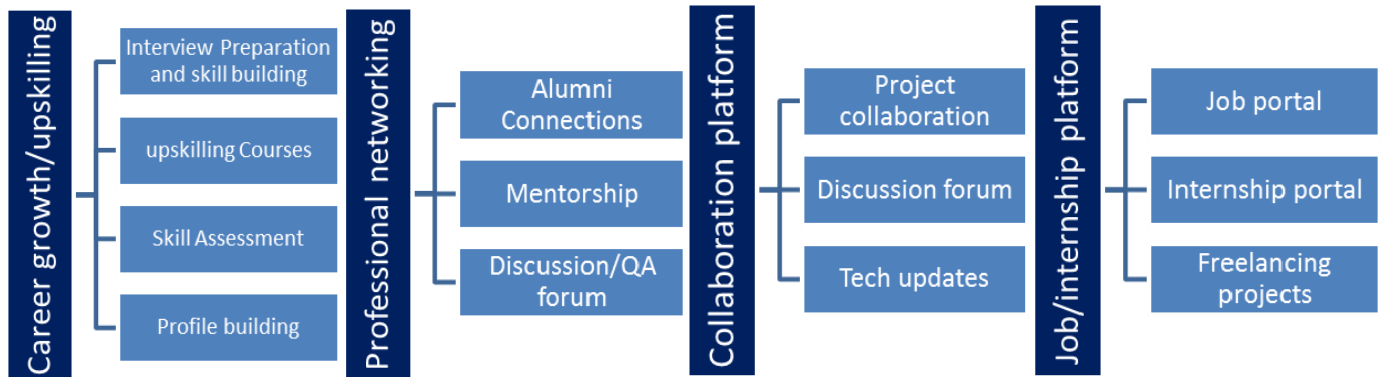 Career growth/upskilling
Interview Preparation
and skill building
upskilling Courses
Skill Assessment
Profile building
Professional networking
Alumni
Connections
Mentorship
Discussion/QA
forum
Collaboration platform
Project
collaboration
Discussion forum
Tech updates
Job/internship platform
Job portal
Internship portal
Freelancing
projects